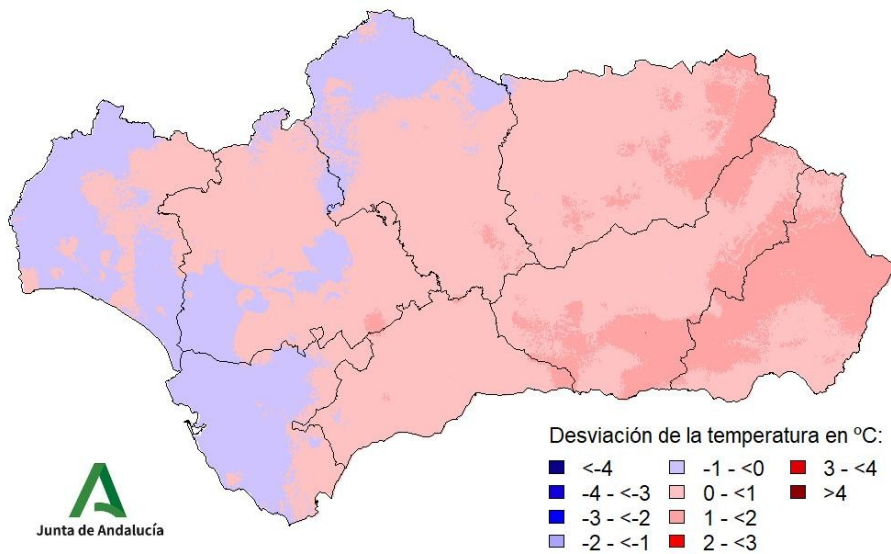 Desviación de la temperatura en ºC:
<-4
-4 - <-3
-3 - <-2
-2 - <-1
-1 - <0
0 - <1
1 - <2
2 - <3
3 - <4
>4
Junta de Andalucía